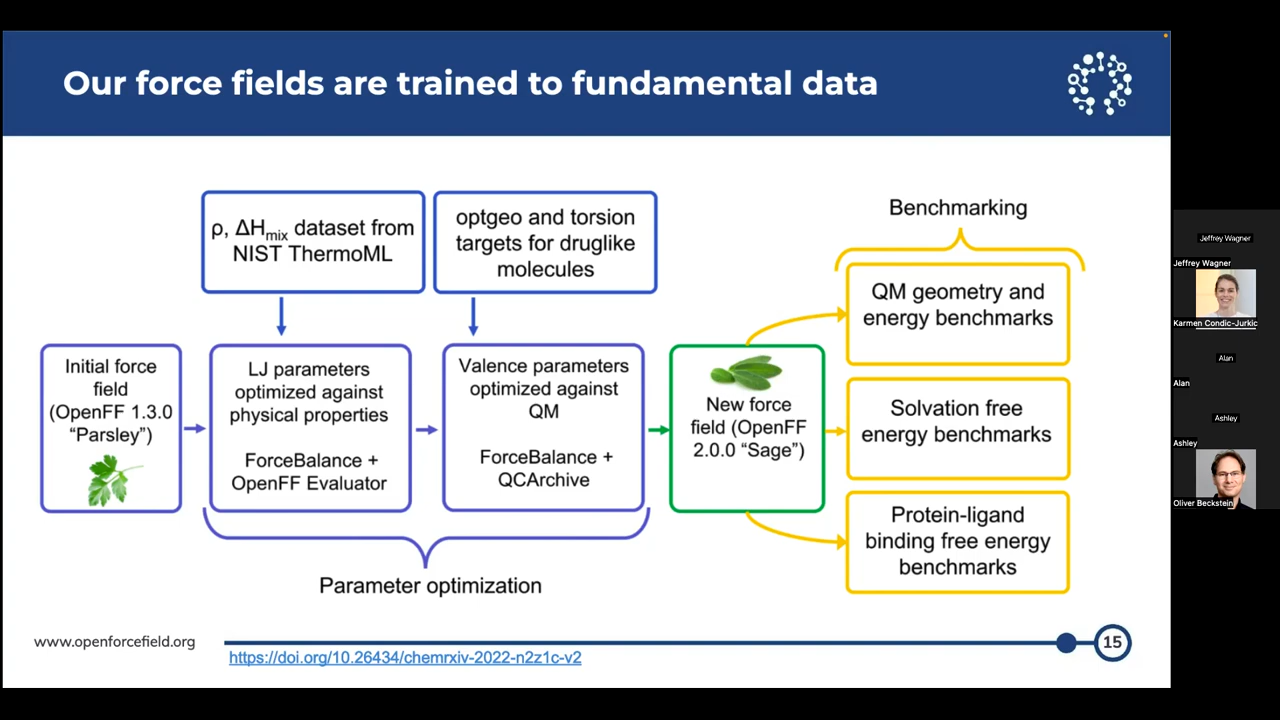 Our force fields are trained to fundamental data
ρ, ΔHmix dataset from
NIST ThermoML
optgeo and torsion
targets for druglike
molecules
Benchmarking
Initial force
field
(OpenFF 1.3.0
“Parsley”)
LJ parameters
optimized against
physical properties
ForceBalance +
OpenFF Evaluator
Valence parameters
optimized against
QM
ForceBalance +
QCArchive
New force
field (OpenFF
2.0.0 “Sage”)
QM geometry and
energy benchmarks
Solvation free
energy benchmarks
Protein-ligand
binding free energy
benchmarks
Parameter optimization
www.openforcefield.org
15
https://doi.org/10.26434/chemrxiv-2022-n2z1c-v2
Jeffrey Wagner
Jeffrey Wagner
Karmen Condic-Jurkic
Alan
Alan
Ashley
Ashley
Oliver Beckstein